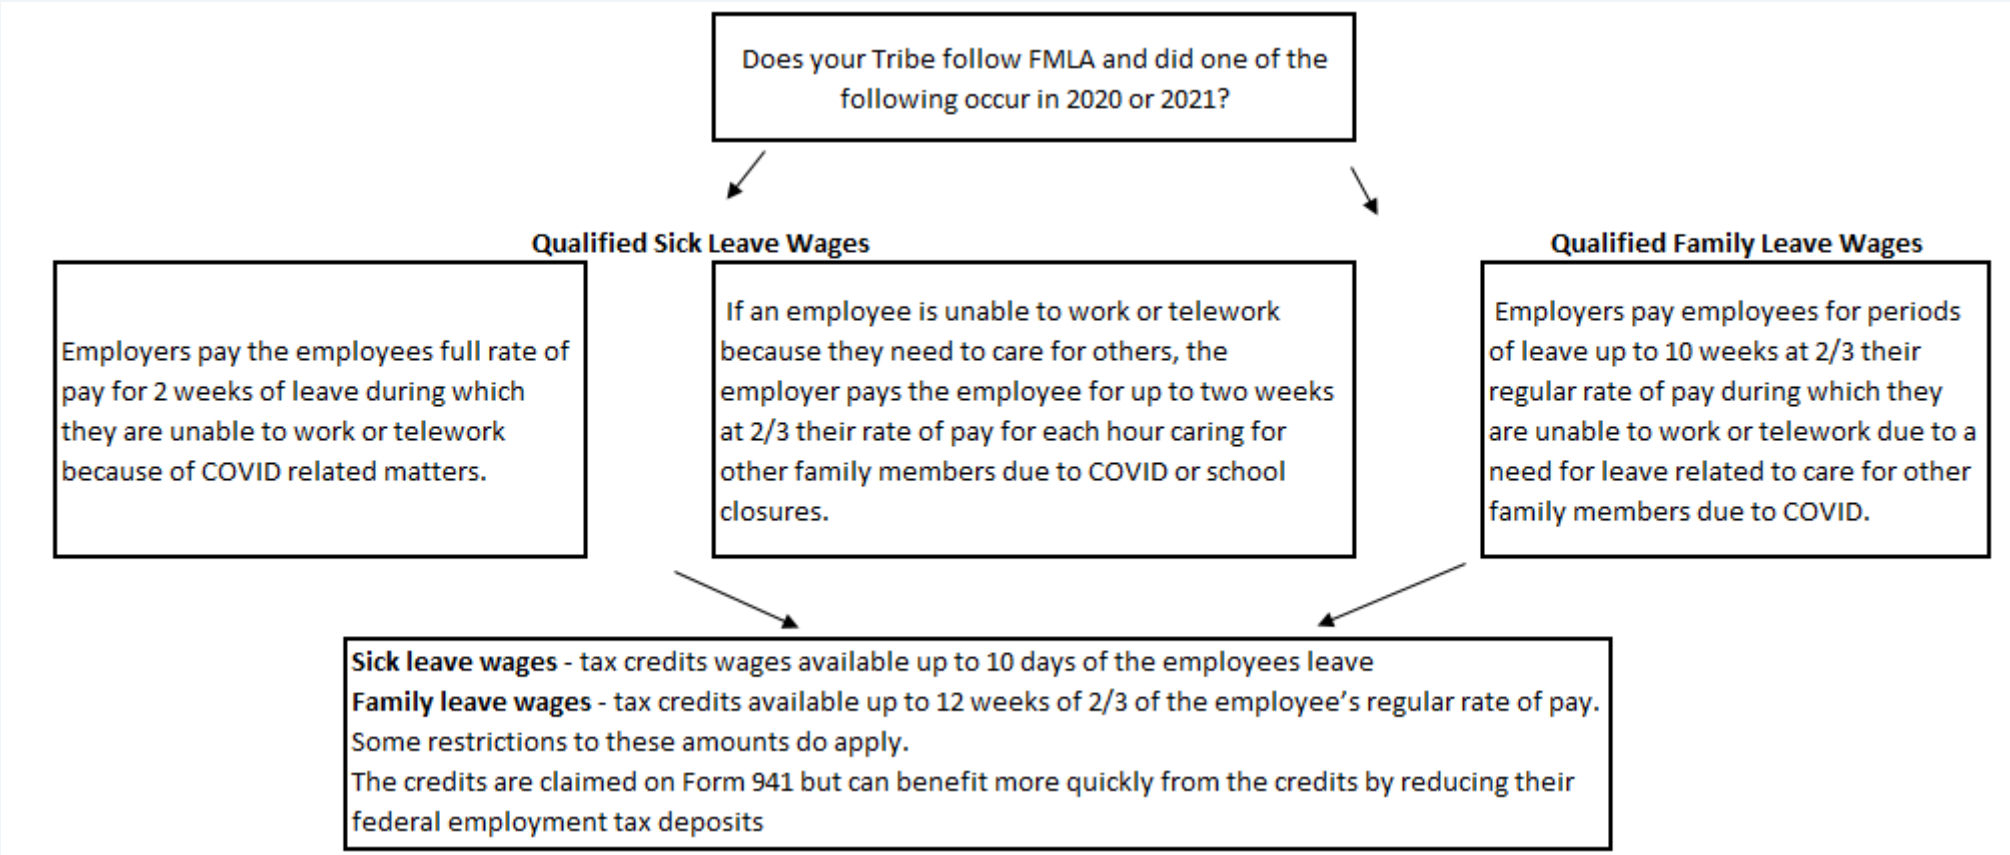 Does your Tribe follow FMLA and did one of the
following occur in 2020 or 2021?
Qualified Sick Leave Wages
Employers pay the employees full rate of
pay for 2 weeks of leave during which
they are unable to work or telework
because of COVID related matters.
If an employee is unable to work or telework
because they need to care for others, the
employer pays the employee for up to two weeks
at 2/3 their rate of pay for each hour caring for
other family members due to COVID or school
closures.
Qualified Family Leave Wages
Employers pay employees for periods
of leave up to 10 weeks at 2/3 their
regular rate of pay during which they
are unable to work or telework due to a
need for leave related to care for other
family members due to COVID.
Sick leave wages - tax credits wages available up to 10 days of the employees leave
Family leave wages - tax credits available up to 12 weeks of 2/3 of the employee’s regular rate of pay.
Some restrictions to these amounts do apply.
The credits are claimed on Form 941 but can benefit more quickly from the credits by reducing their
federal employment tax deposits